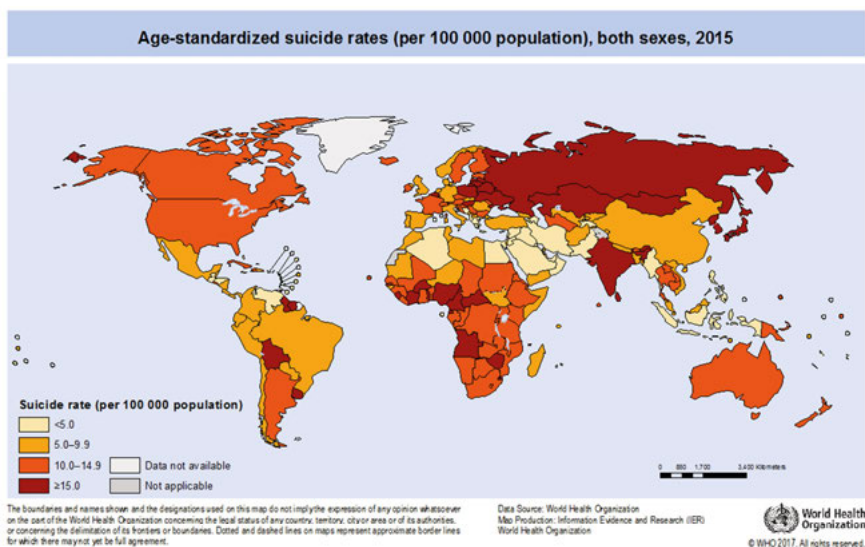 Age-standardized suicide rates (per 100 000 population), both sexes, 2015
Suicide rate (per 100 000 population)
<5.0
5.0–9.9
10.0–14.9
≥15.0
Data not available
Not applicable
0 850 1,700 3,400 Kilometers
The boundaries and names shown and the designations used on this map do not imply the expression of any opinion whatsoever
on the part of the World Health Organization concerning the legal status of any country, territory, city or area or of its authorities,
or concerning the delimitation of its frontiers or boundaries. Dotted and dashed lines on maps represent approximate border lines
for which there may not yet be full agreement.
Data Source: World Health Organization
Map Production: Information Evidence and Research (IER)
World Health Organization
World Health
Organization
© WHO 2017. All rights reserved.